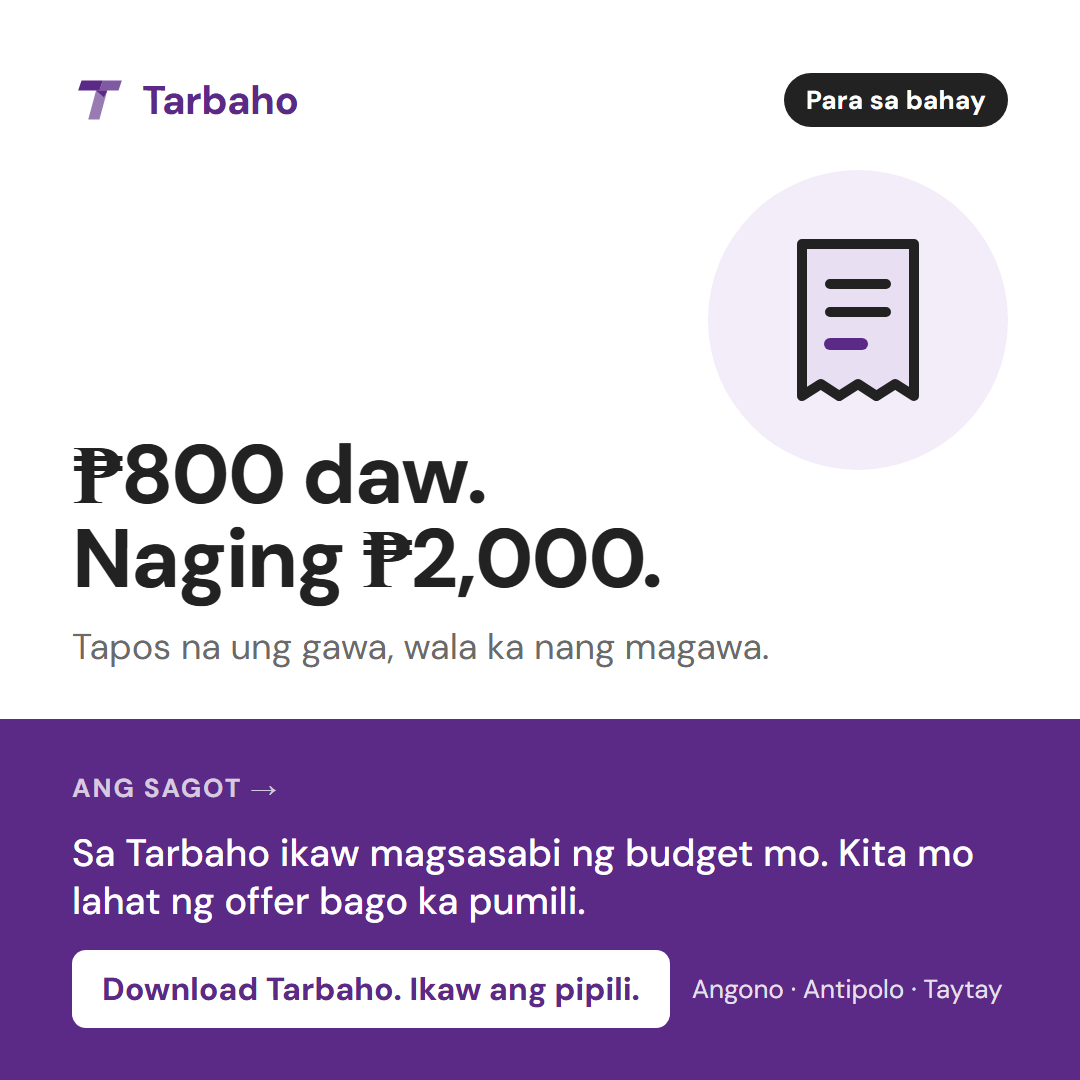 Tarbaho
Para sa bahay
₱800 daw.
Naging ₱2,000.
Tapos na ung gawa, wala ka nang magawa.
ANG SAGOT →
Sa Tarbaho ikaw magsasabi ng budget mo. Kita mo
lahat ng offer bago ka pumili.
Download Tarbaho. Ikaw ang pipili.
Angono · Antipolo · Taytay